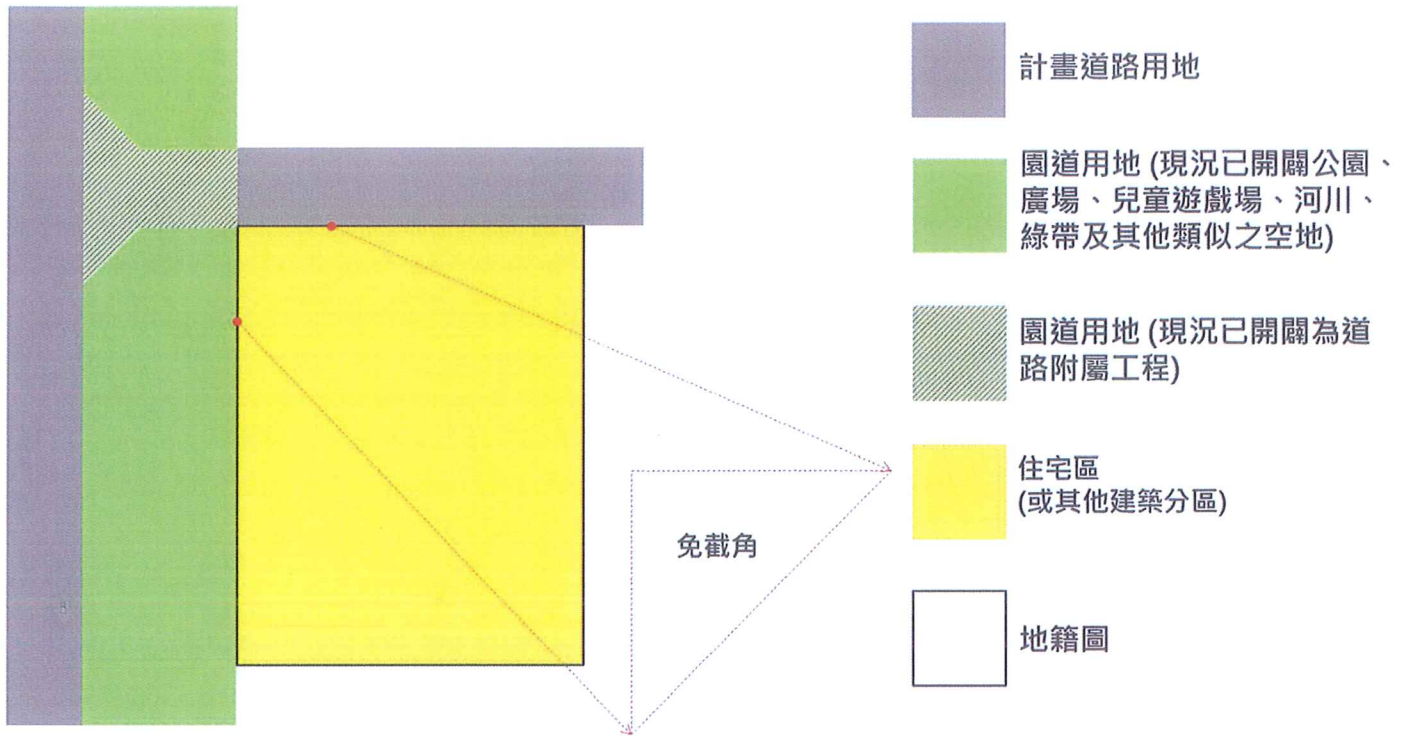 計畫道路用地
園道用地 (現況已開闢公園、
廣場、兒童遊戲場、河川、
綠帶及其他類似之空地)
園道用地 (現況已開闢為道
路附屬工程)
住宅區
(或其他建築分區)
免截角
地籍圖